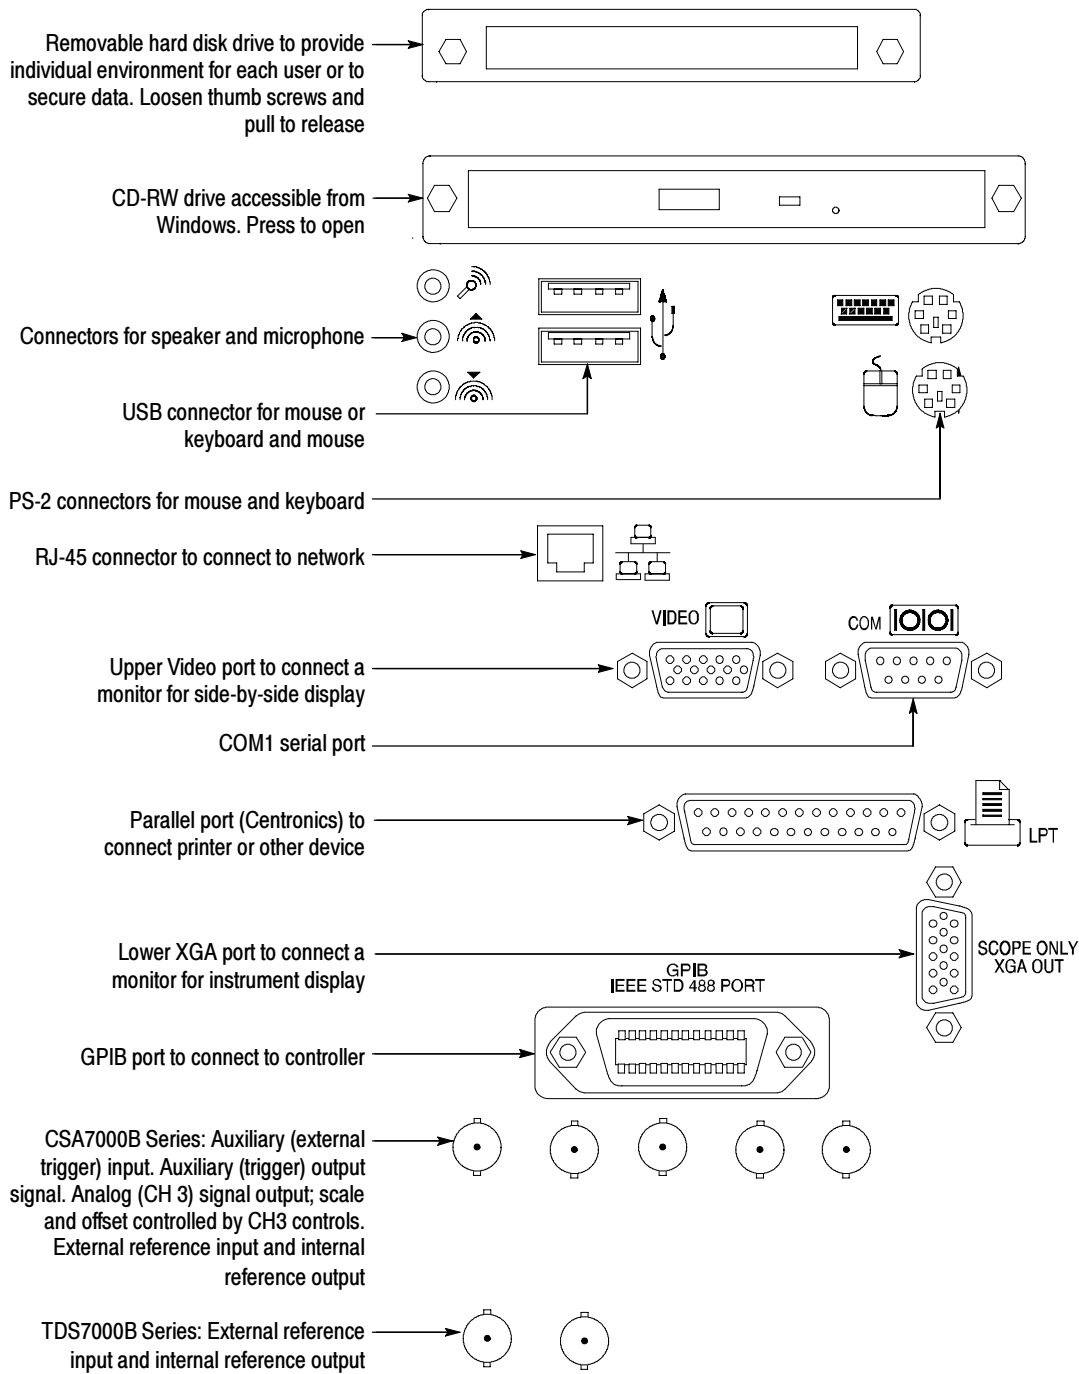 Removable hard disk drive to provide
individual environment for each user or to
secure data. Loosen thumb screws and
pull to release
CD-RW drive accessible from
Windows. Press to open
Connectors for speaker and microphone
USB connector for mouse or
keyboard and mouse
PS-2 connectors for mouse and keyboard
RJ-45 connector to connect to network
VIDEO
COM
Upper Video port to connect a
monitor for side-by-side display
COM1 serial port
Parallel port (Centronics) to
connect printer or other device
LPT
Lower XGA port to connect a
monitor for instrument display
SCOPE ONLY
XGA OUT
GPIB
IEEE STD 488 PORT
GPIB port to connect to controller
CSA7000B Series: Auxiliary (external
trigger) input. Auxiliary (trigger) output
signal. Analog (CH 3) signal output; scale
and offset controlled by CH3 controls.
External reference input and internal
reference output
TDS7000B Series: External reference
input and internal reference output